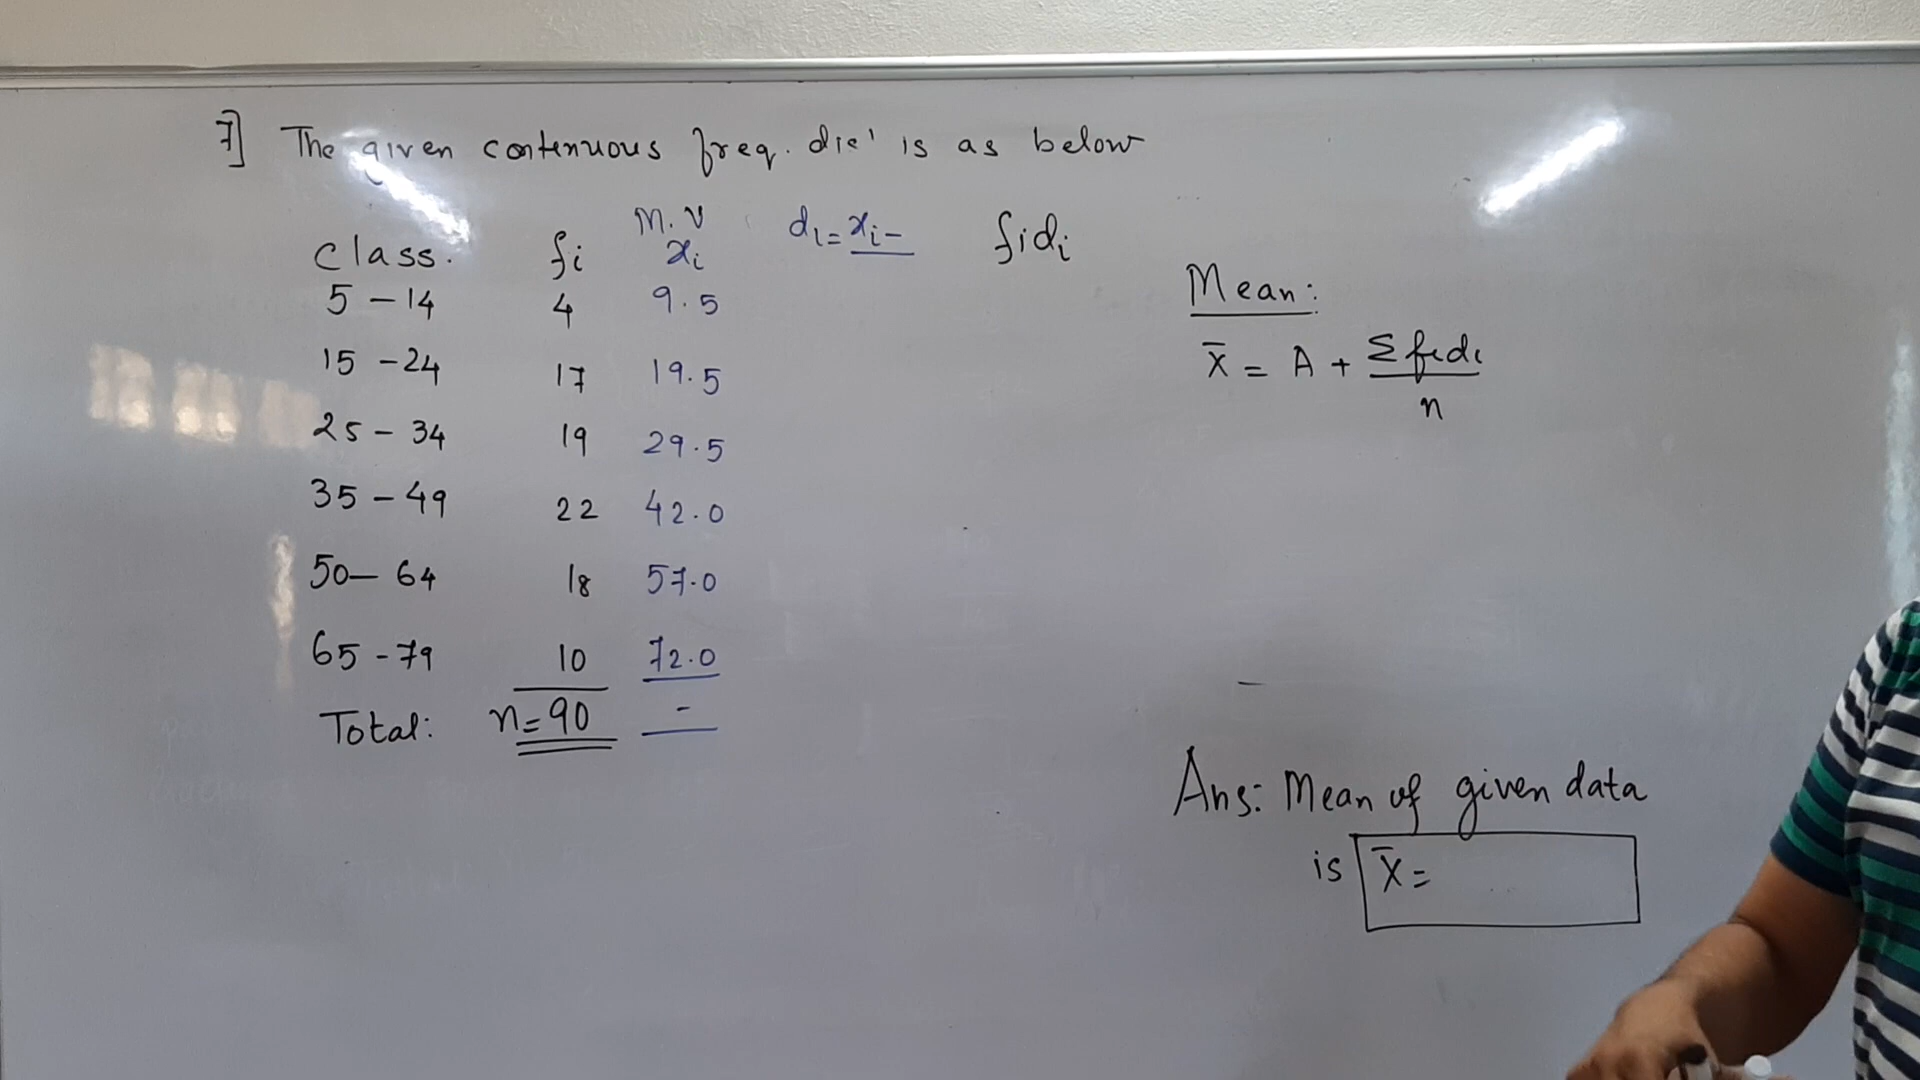 7] The given contenuous freq. dis' is as below
class. fi M.V xi di = xi - fidi
5 - 14 4 9.5
15 - 24 17 19.5
25 - 34 19 29.5
35 - 49 22 42.0
50 - 64 18 57.0
65 - 79 10 72.0
Total: n = 90 -
Mean:
x̄ = A + Σfidi
n
Ans: Mean of given data
is x̄ =